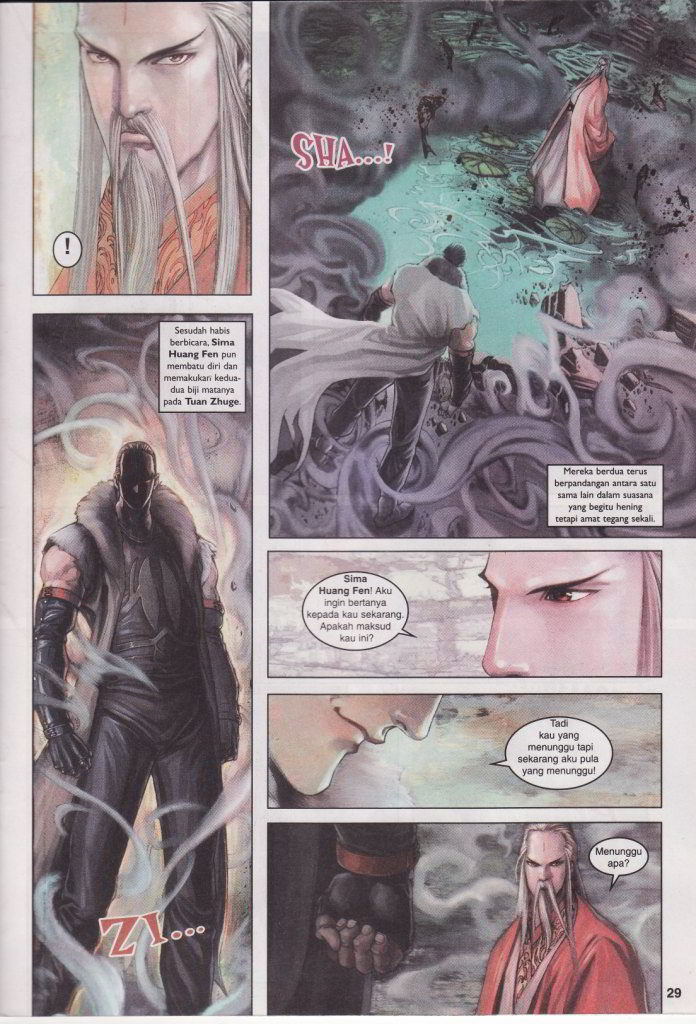 !
SHA...!
Sesudah habis
berbicara, Sima
Huang Fen pun
membatu diri dan
memakukan kedua-
dua biji matanya
pada Tuan Zhuge.
ZI...
Mereka berdua terus
berpandangan antara satu
sama lain dalam suasana
yang begitu hening
tetapi amat tegang sekali.
Sima
Huang Fen! Aku
ingin bertanya
kepada kau sekarang.
Apakah maksud
kau ini?
Tadi
kau yang
menunggu tapi
sekarang aku pula
yang menunggu!
Menunggu
apa?
29